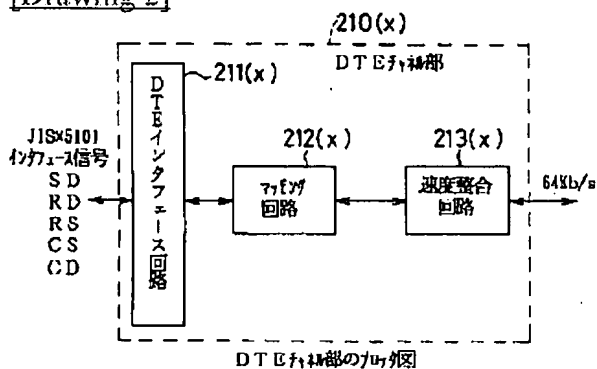 [Drawing 2]
210(x)
DTEチャネル部
211(x)
DTEインタフェース回路
JISX5101
インタフェース信号
SD
RD
RS
CS
CD
212(x)
マッピング
回路
213(x)
速度整合
回路
64Kb/s
DTEチャネル部のブロック図